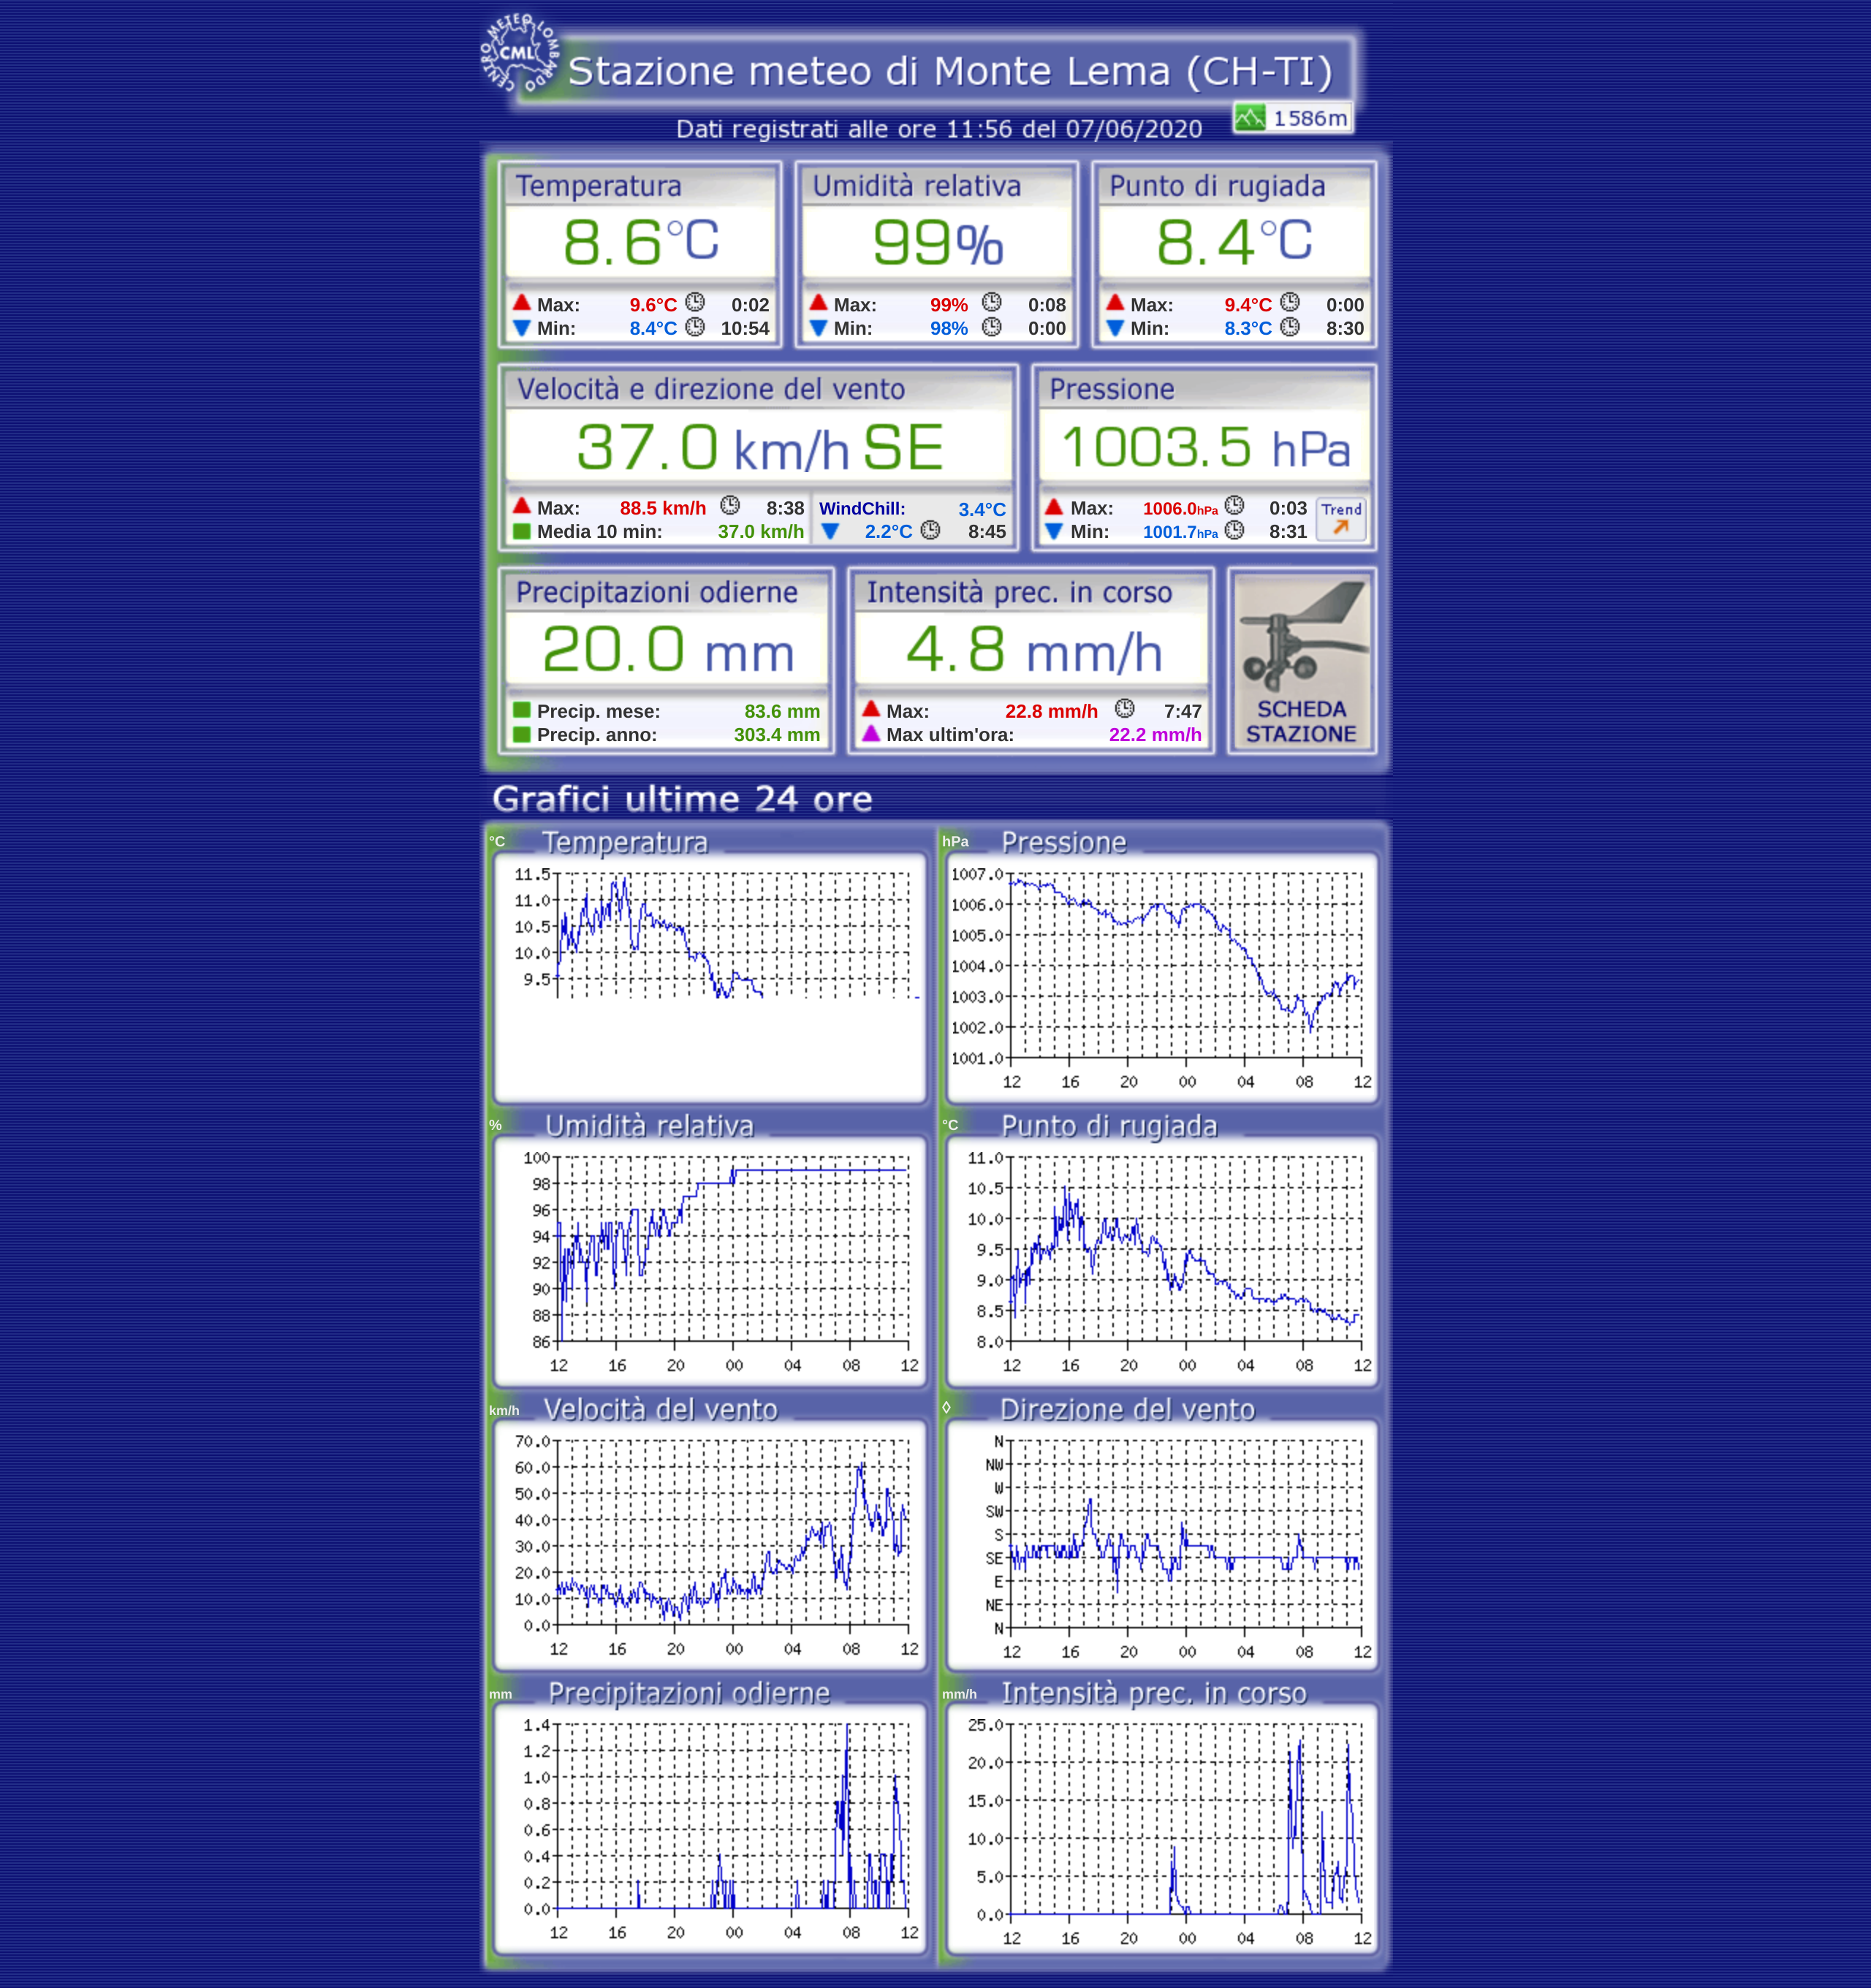 CENTRO METEO LOMBARDO
CML
Stazione meteo di Monte Lema (CH-TI)
1586m
Dati registrati alle ore 11:56 del 07/06/2020
Temperatura
8.6°C
Max: 9.6°C 0:02
Min: 8.4°C 10:54
Umidità relativa
99%
Max: 99% 0:08
Min: 98% 0:00
Punto di rugiada
8.4°C
Max: 9.4°C 0:00
Min: 8.3°C 8:30
Velocità e direzione del vento
37.0 km/h SE
Max: 88.5 km/h 8:38
Media 10 min: 37.0 km/h
WindChill: 3.4°C
2.2°C 8:45
Pressione
1003.5 hPa
Max: 1006.0hPa 0:03
Min: 1001.7hPa 8:31
Trend
Precipitazioni odierne
20.0 mm
Precip. mese: 83.6 mm
Precip. anno: 303.4 mm
Intensità prec. in corso
4.8 mm/h
Max: 22.8 mm/h 7:47
Max ultim'ora: 22.2 mm/h
SCHEDA
STAZIONE
Grafici ultime 24 ore
°C Temperatura
11.5
11.0
10.5
10.0
9.5
hPa Pressione
1007.0
1006.0
1005.0
1004.0
1003.0
1002.0
1001.0
12 16 20 00 04 08 12
% Umidità relativa
100
98
96
94
92
90
88
86
12 16 20 00 04 08 12
°C Punto di rugiada
11.0
10.5
10.0
9.5
9.0
8.5
8.0
12 16 20 00 04 08 12
km/h Velocità del vento
70.0
60.0
50.0
40.0
30.0
20.0
10.0
0.0
12 16 20 00 04 08 12
◊ Direzione del vento
N
NW
W
SW
S
SE
E
NE
N
12 16 20 00 04 08 12
mm Precipitazioni odierne
1.4
1.2
1.0
0.8
0.6
0.4
0.2
0.0
12 16 20 00 04 08 12
mm/h Intensità prec. in corso
25.0
20.0
15.0
10.0
5.0
0.0
12 16 20 00 04 08 12